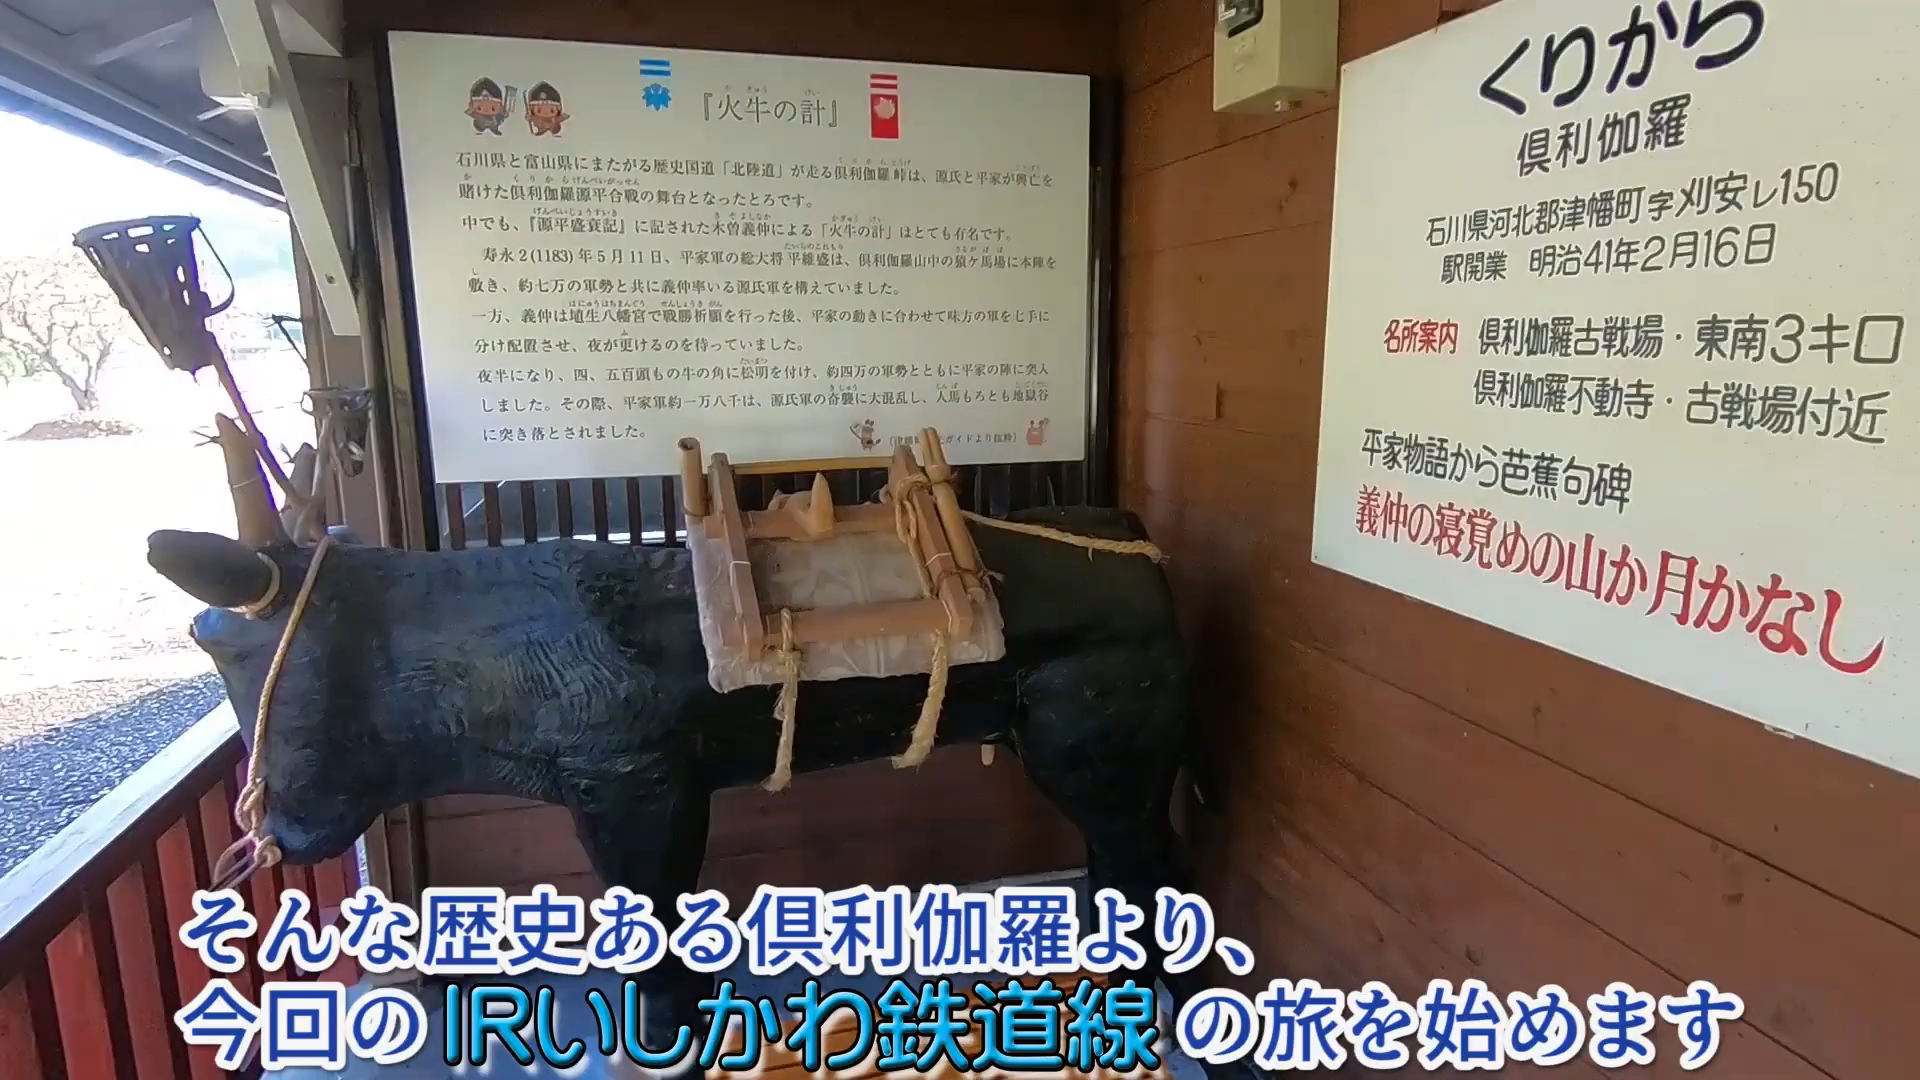 『火牛の計』
石川県と富山県にまたがる歴史国道「北陸道」が走る倶利伽羅峠は、源氏と平家が興亡を
賭けた倶利伽羅源平合戦の舞台となったとろです。
中でも、『源平盛衰記』に記された木曽義仲による「火牛の計」はとても有名です。
寿永2(1183)年5月11日、平家軍の総大将平維盛は、倶利伽羅山中の猿ケ馬場に本陣を
敷き、約七万の軍勢と共に義仲率いる源氏軍を構えていました。
一方、義仲は埴生八幡宮で戦勝祈願を行った後、平家の動きに合わせて味方の軍を七手に
分け配置させ、夜が更けるのを待っていました。
夜半になり、四、五百頭もの牛の角に松明を付け、約四万の軍勢とともに平家の陣に突入
しました。その際、平家軍約一万八千は、源氏軍の奇襲に大混乱し、人馬もろとも地獄谷
に突き落とされました。
ガイドより抜粋)
くりから
倶利伽羅
石川県河北郡津幡町字刈安レ150
駅開業 明治41年2月16日
名所案内 倶利伽羅古戦場・東南3キロ
倶利伽羅不動寺・古戦場付近
平家物語から芭蕉句碑
義仲の寝覚めの山か月かなし
そんな歴史ある倶利伽羅より、
今回のIRいしかわ鉄道線の旅を始めます